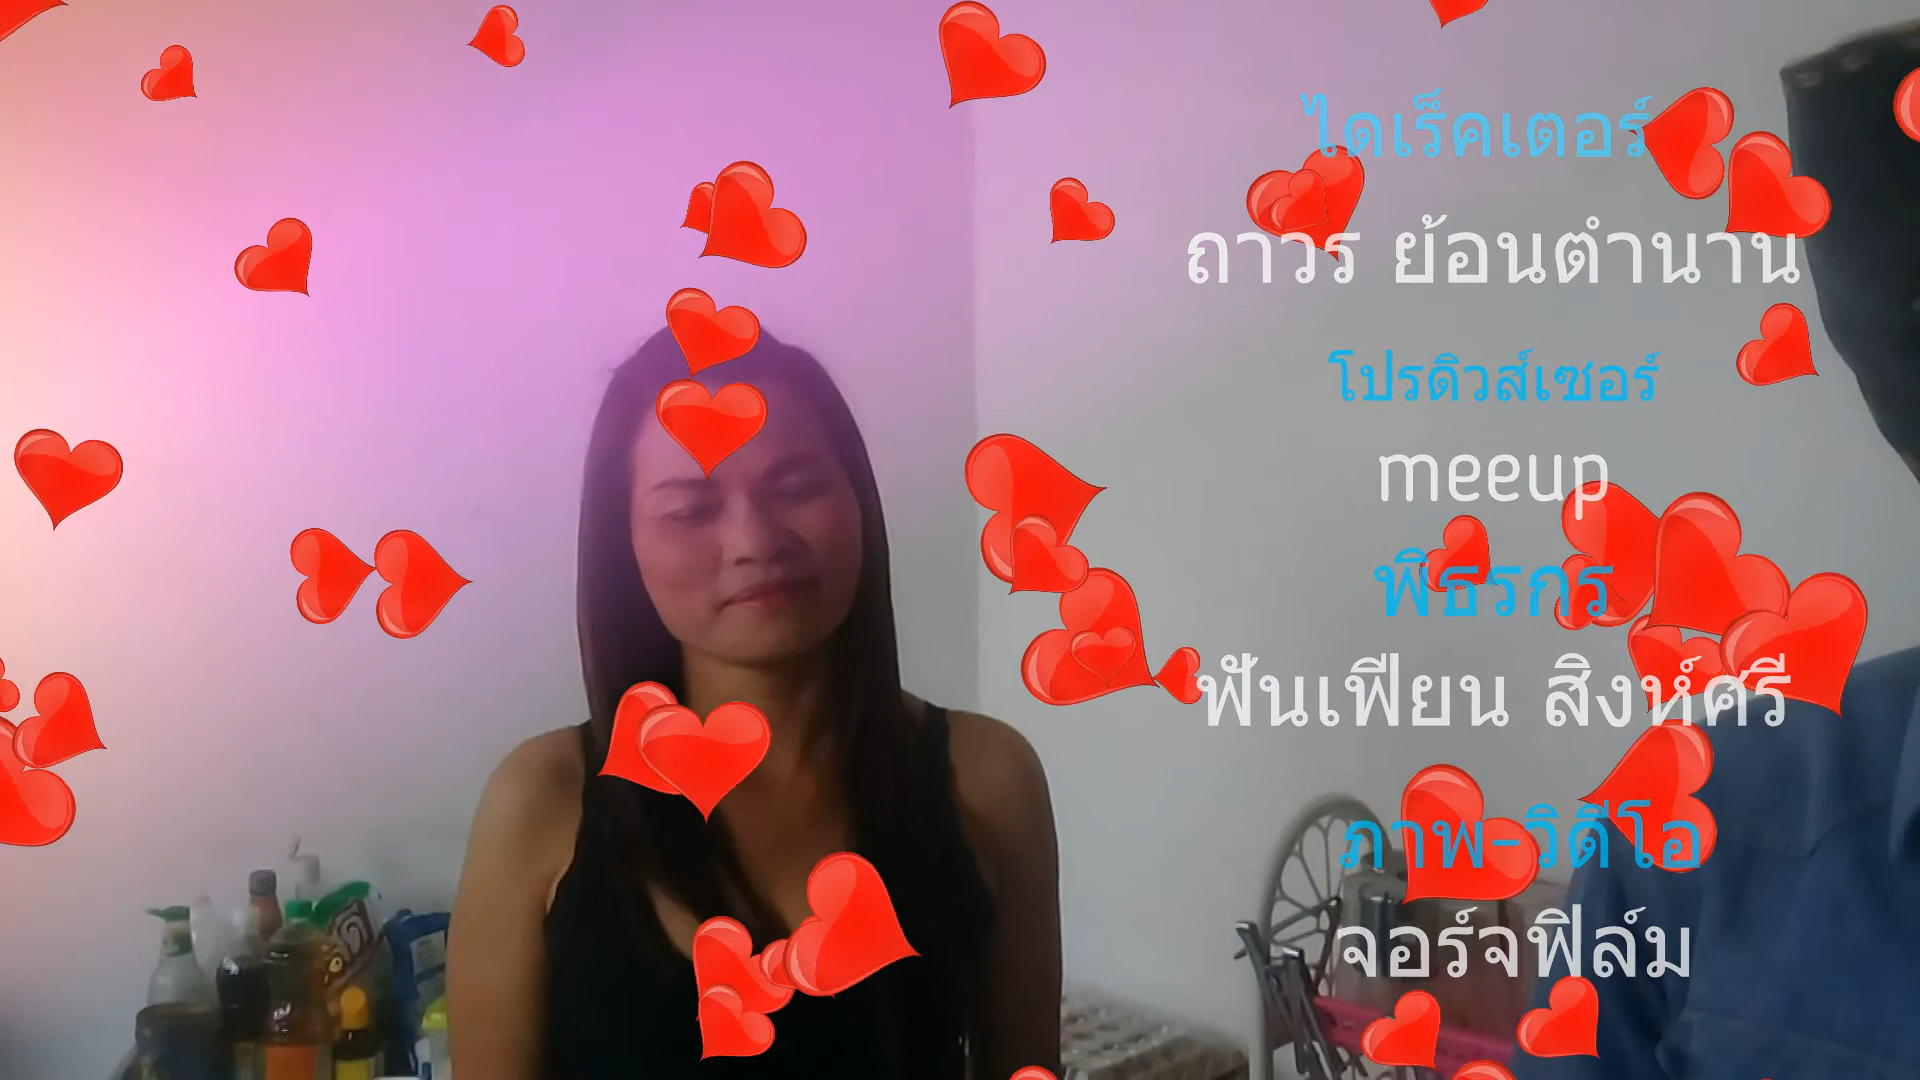 ไดเร็คเตอร์
ถาวร ย้อนตำนาน
โปรดิวส์เซอร์
meeup
พิธรกร
ฟันเฟียน สิงห์ศรี
ภาพ-วิดีโอ
จอร์จฟิล์ม